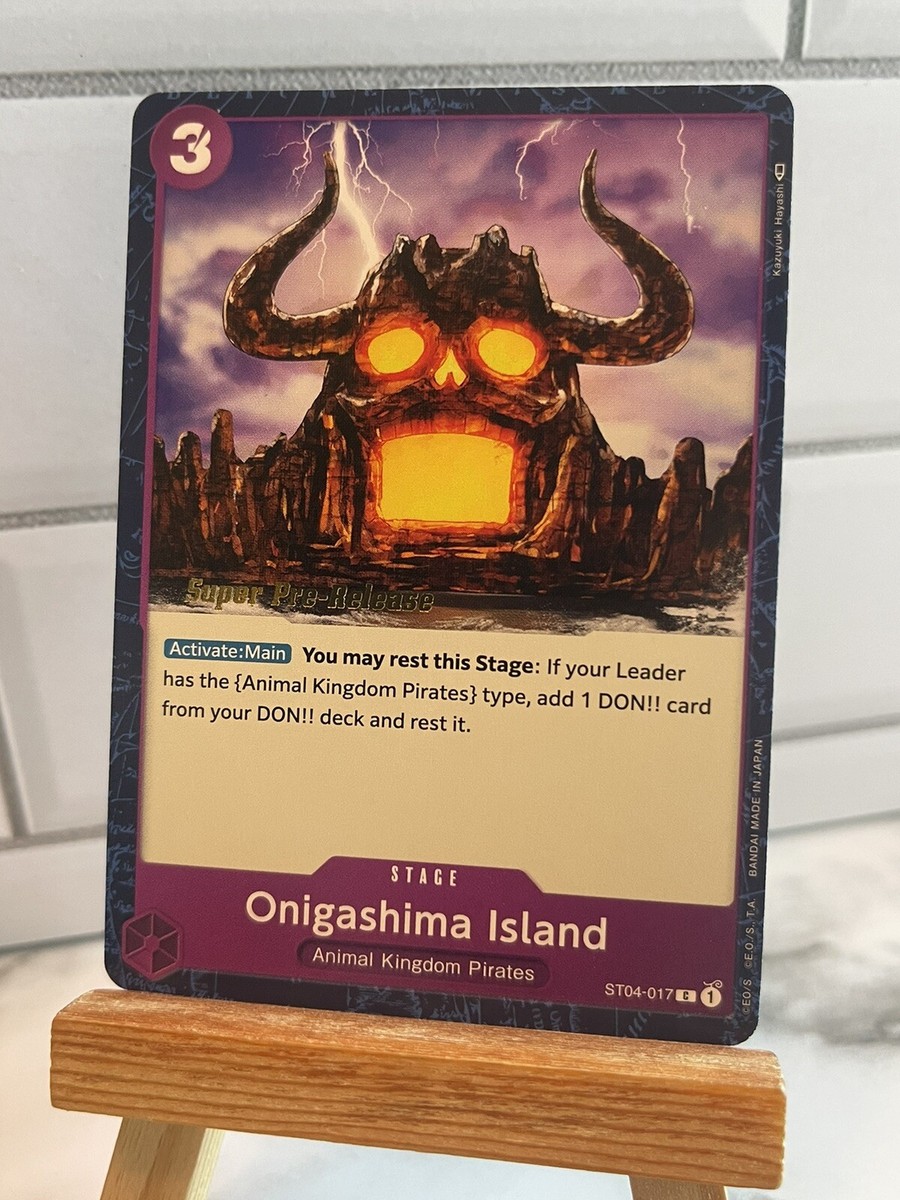 3
Kazuyuki Hayashi
Super Pre-Release
Activate:Main You may rest this Stage: If your Leader
has the {Animal Kingdom Pirates} type, add 1 DON!! card
from your DON!! deck and rest it.
STAGE
Onigashima Island
Animal Kingdom Pirates
ST04-017 C 1
©E.O/S ©E.O./S.,T.A. BANDAI MADE IN JAPAN